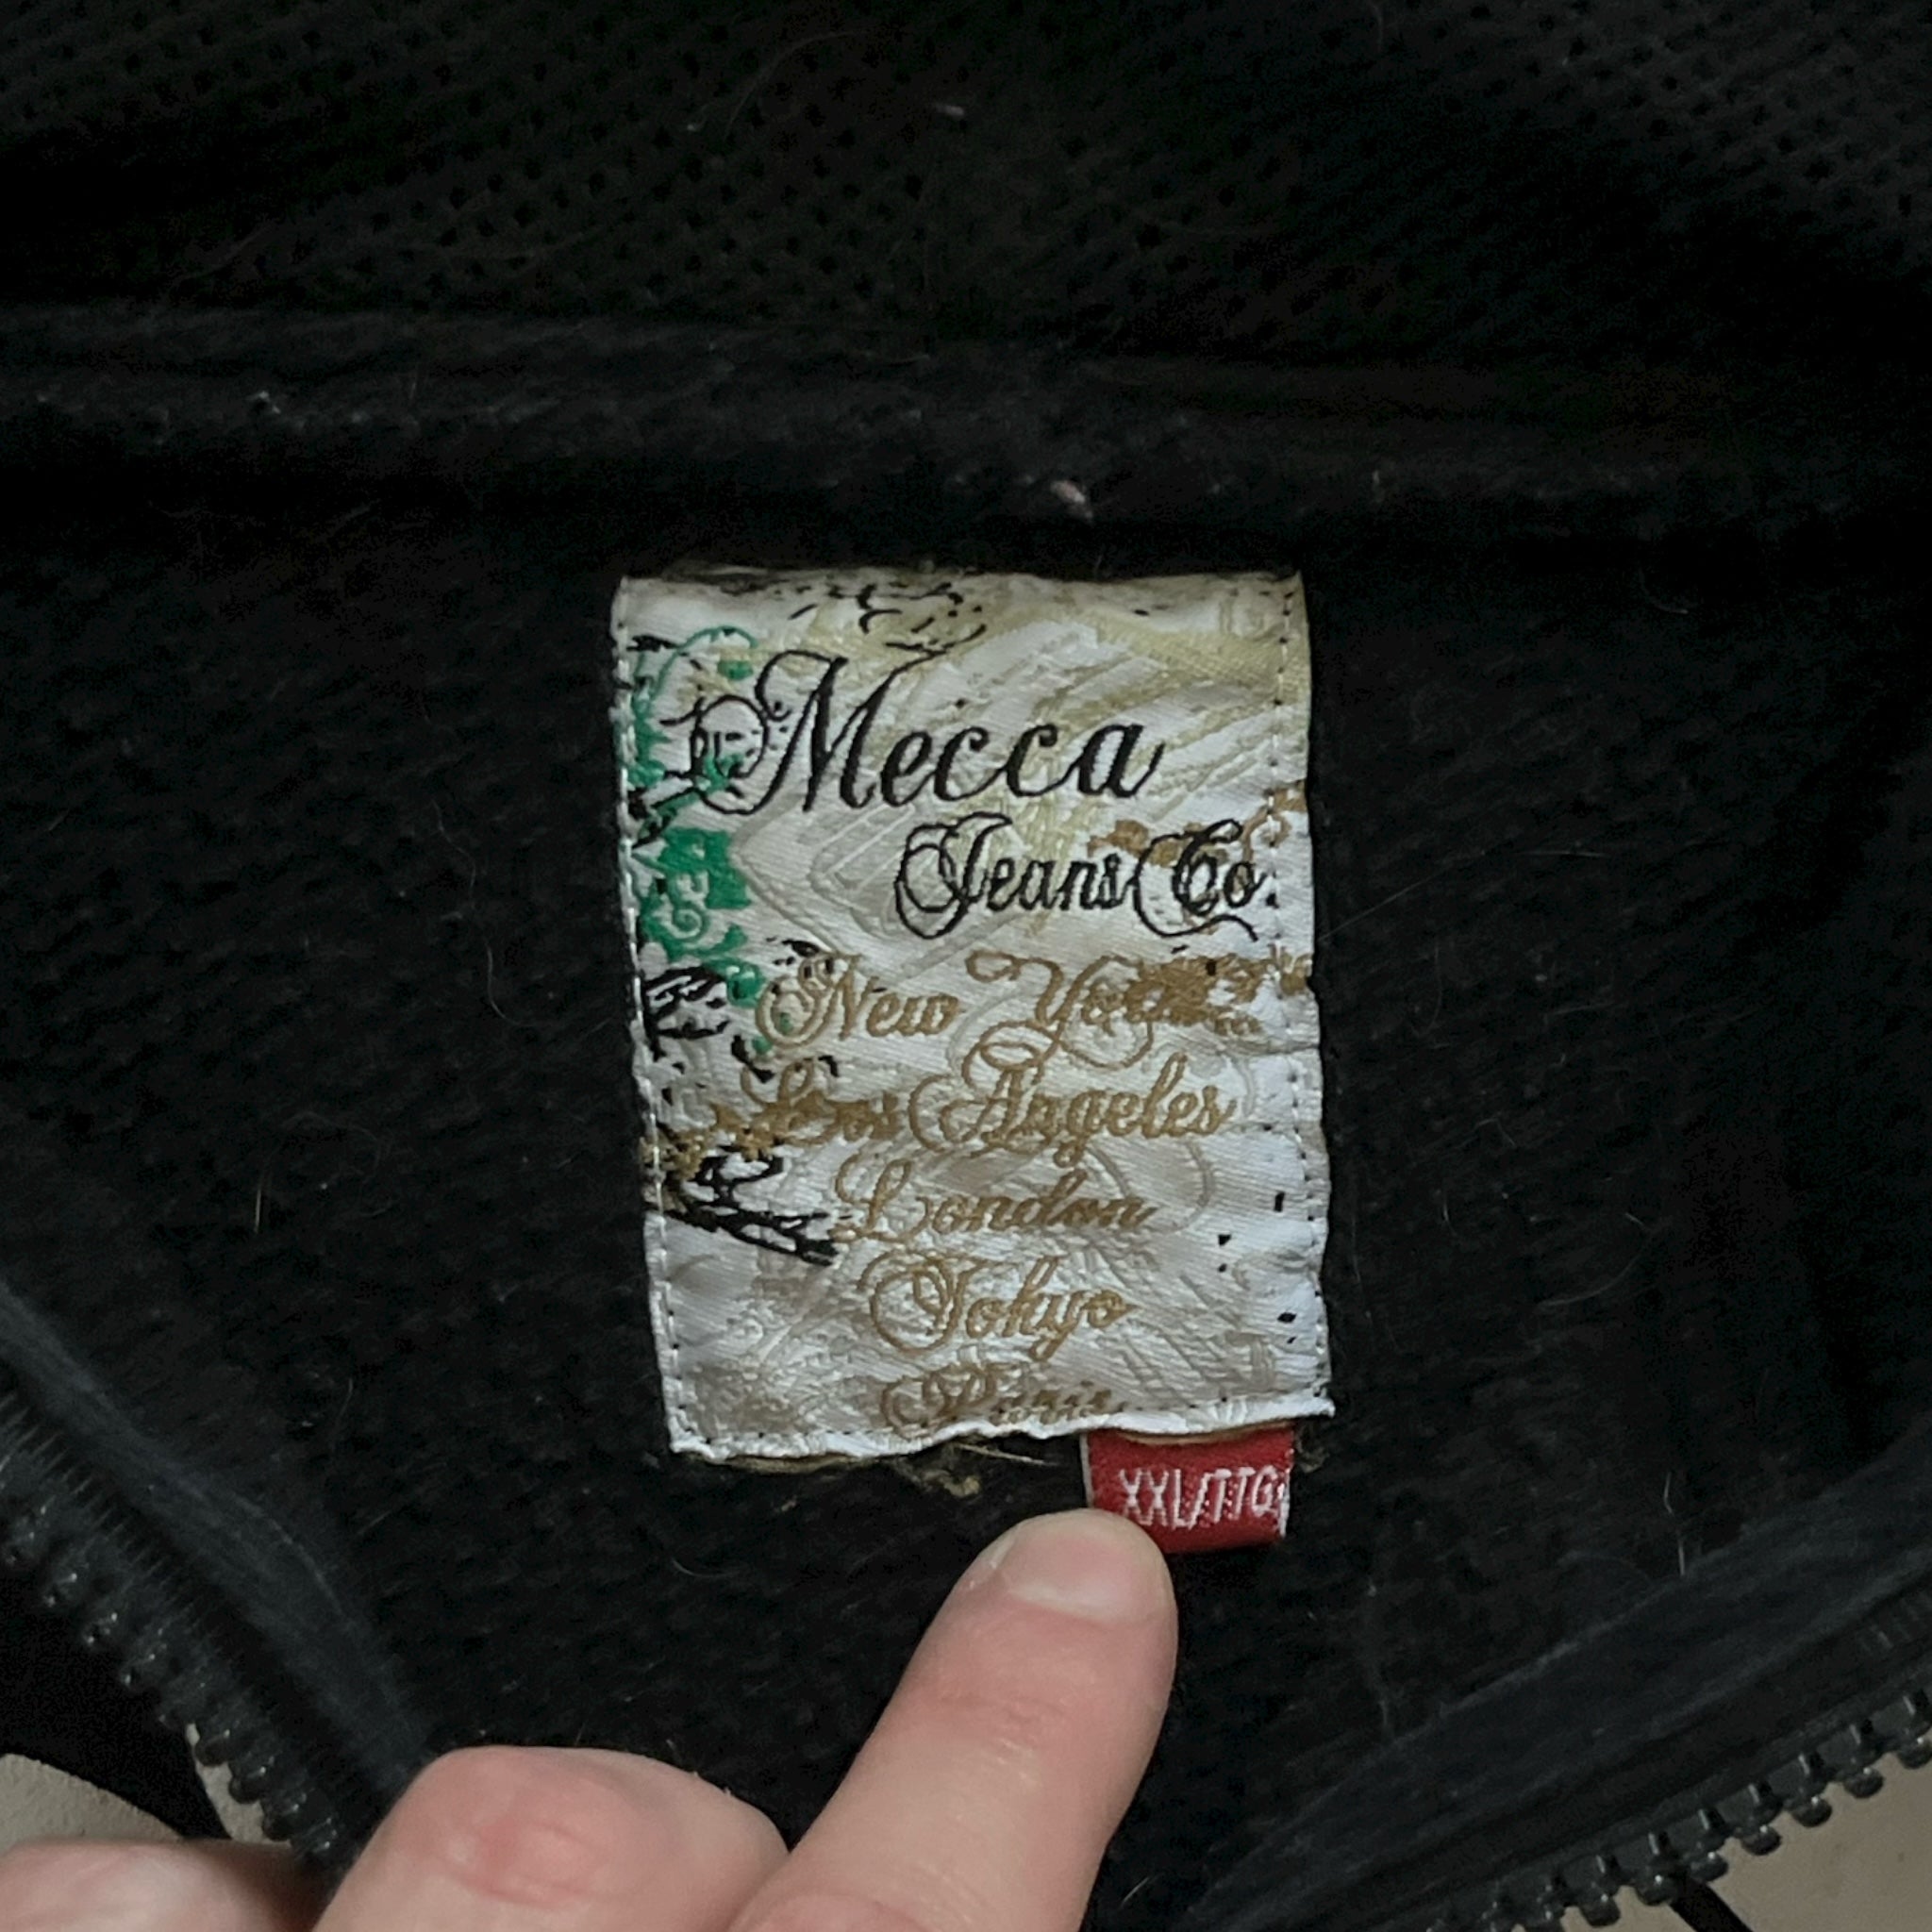 Mecca
Jeans Co.
New York
Los Angeles
London
Tokyo
Paris
XXL/TTG